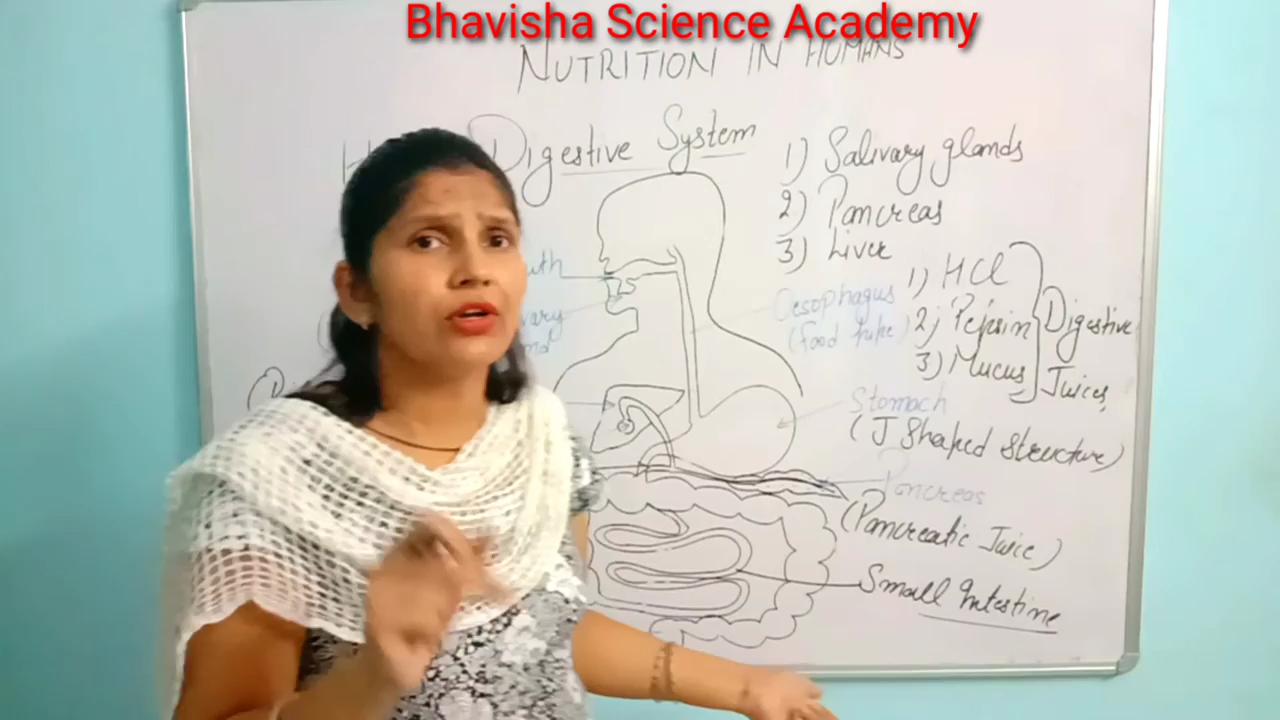 Bhavisha Science Academy
NUTRITION IN HUMANS
Digestive System
1) Salivary glands
2) Pancreas
3) Liver
1) HCl
2) Pepsin
3) Mucus
Digestive
Juices
Oesophagus
(food pipe)
Stomach
(J Shaped Structure)
Pancreas
(Pancreatic Juice)
Small Intestine